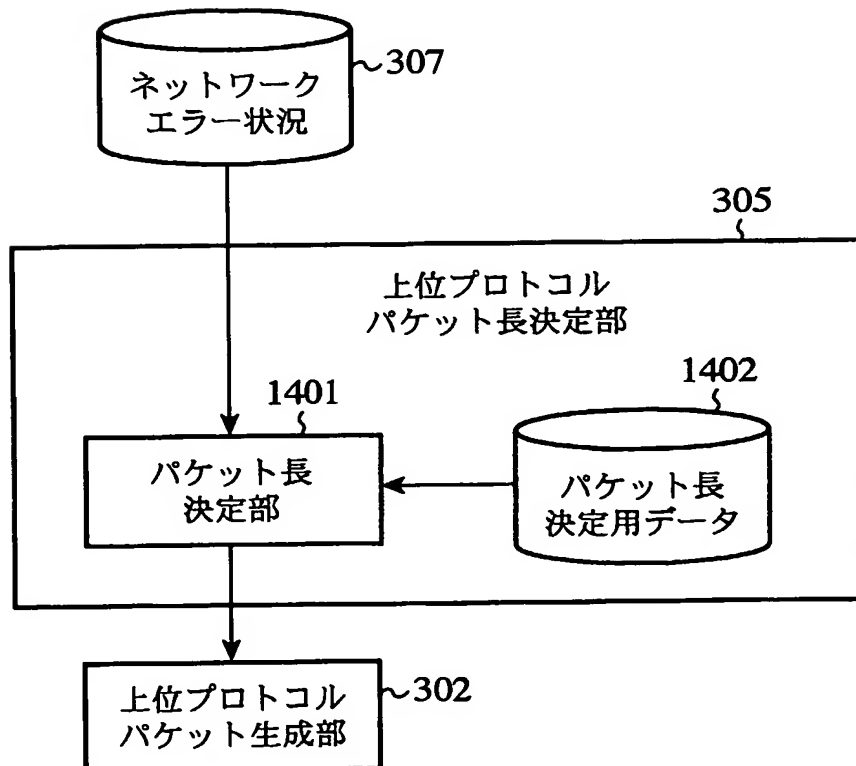 ネットワーク
エラー状況
307
305
上位プロトコル
パケット長決定部
1401
1402
パケット長
決定部
パケット長
決定用データ
上位プロトコル
パケット生成部
302